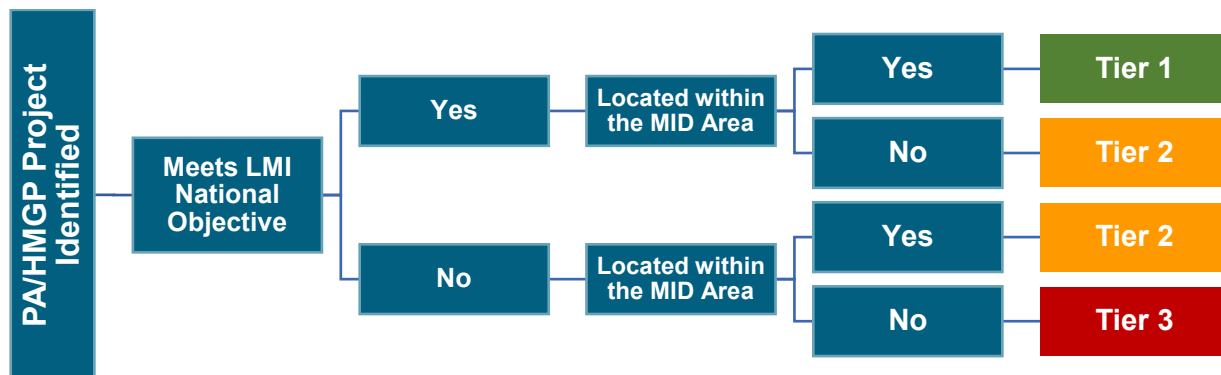 PA/HMGP Project
Identified
Meets LMI
National
Objective
Yes
Located within
the MID Area
Yes
Tier 1
No
Tier 2
No
Located within
the MID Area
Yes
Tier 2
No
Tier 3